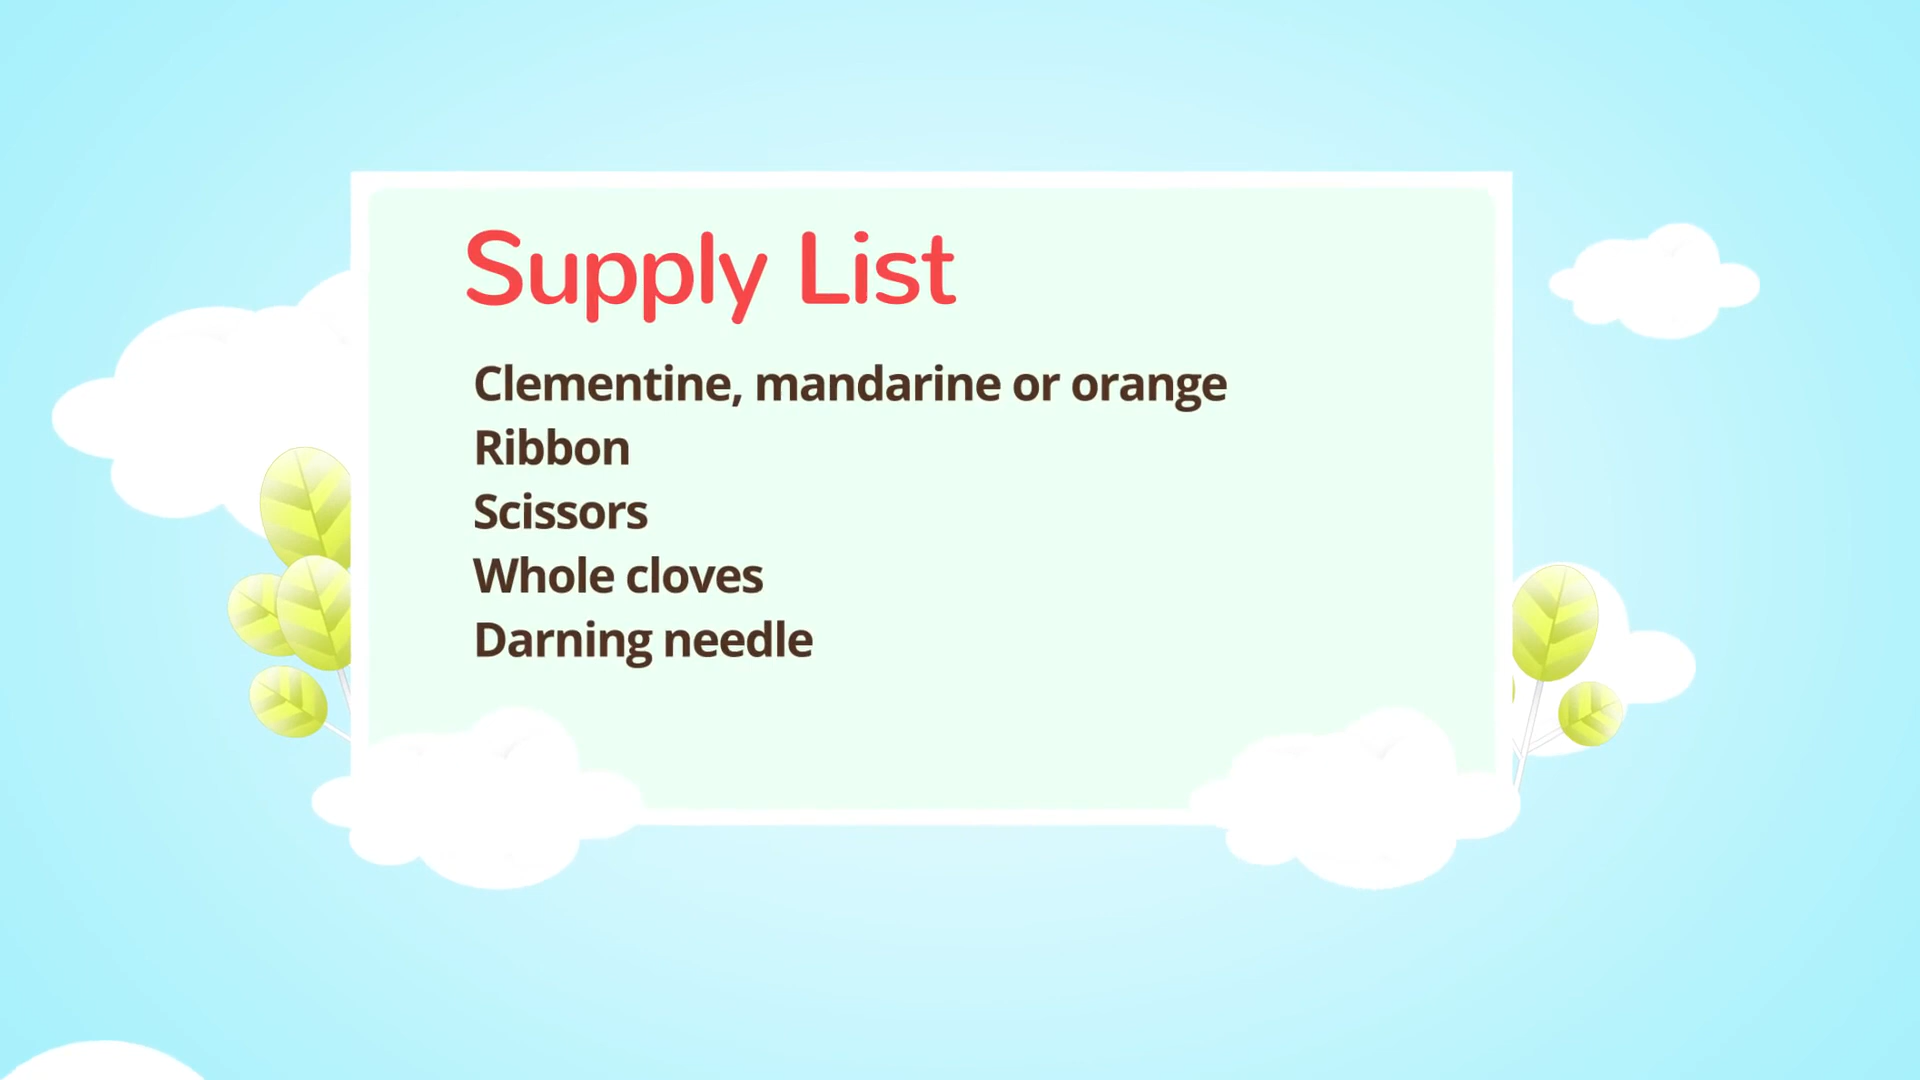 Supply List
Clementine, mandarine or orange
Ribbon
Scissors
Whole cloves
Darning needle